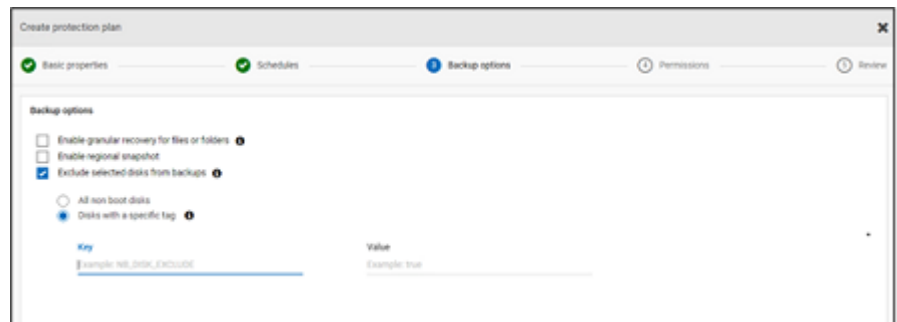 Create protection plan
Basic properties Schedules 3 Backup options 4 Permissions 5 Review
Backup options
Enable granular recovery for files or folders
Enable regional snapshot
Exclude selected disks from backups
All non boot disks
Disks with a specific tag
Key Value
Example: NB_DISK_EXCLUDE Example: true